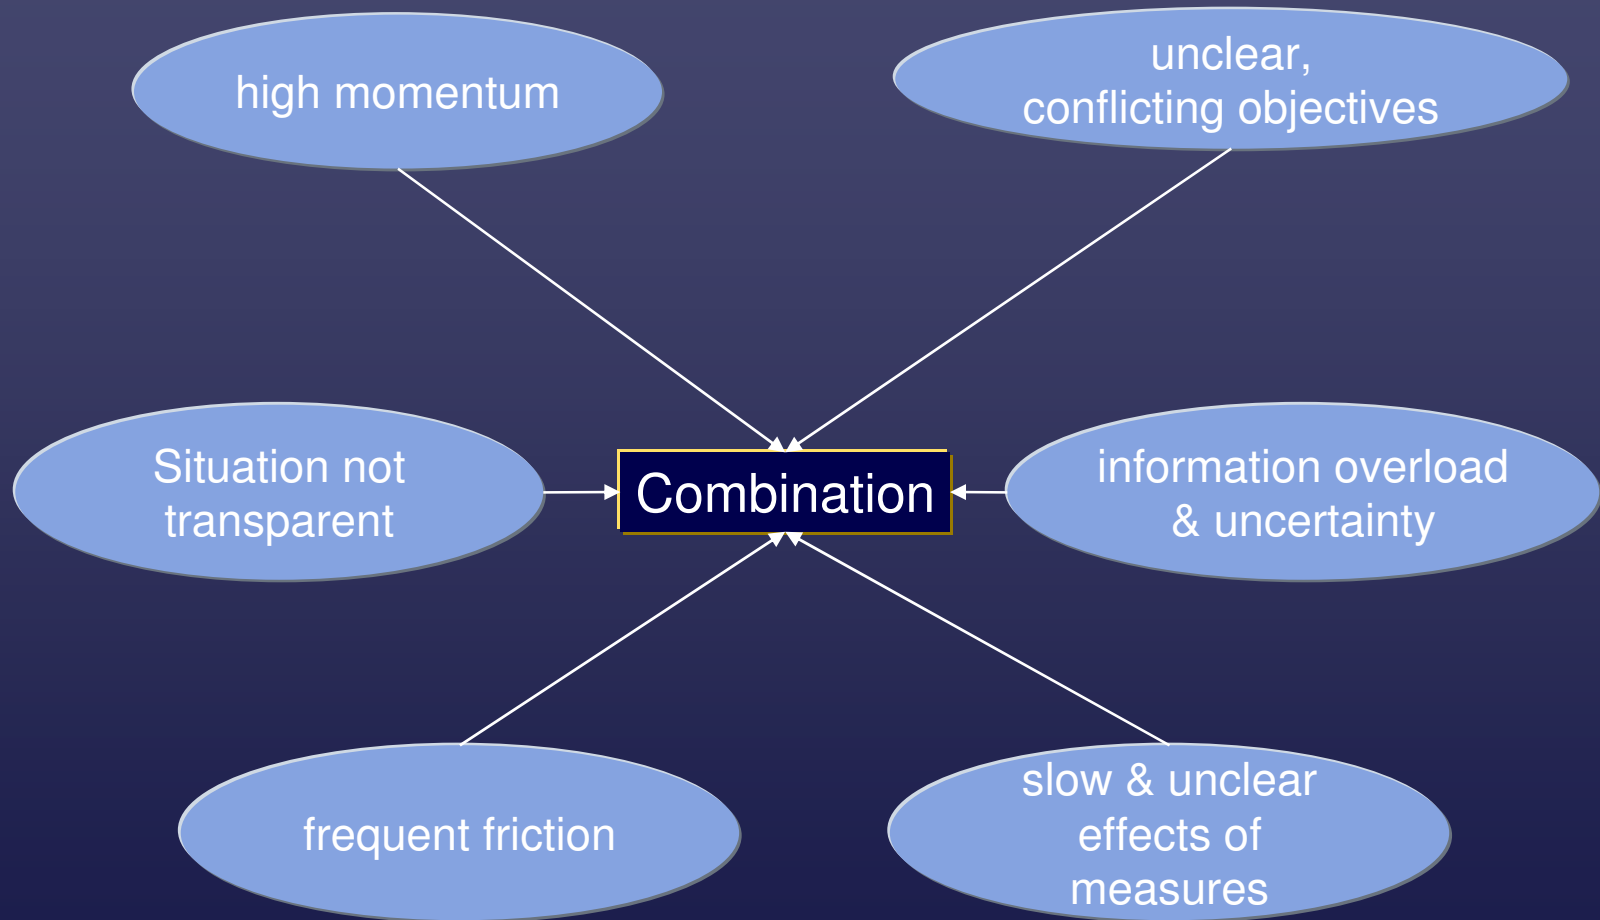 high momentum
unclear,
conflicting objectives
Situation not
transparent
Combination
information overload
& uncertainty
frequent friction
slow & unclear
effects of
measures